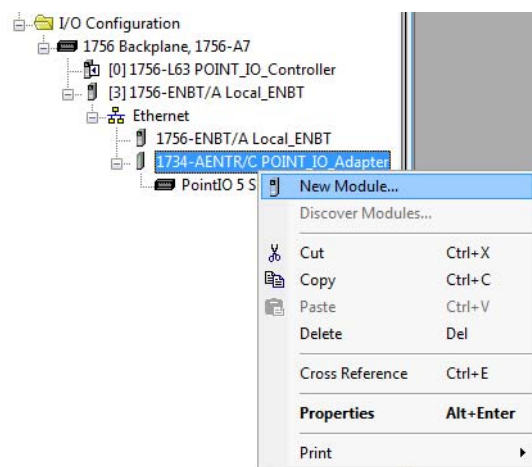 I/O Configuration
1756 Backplane, 1756-A7
[0] 1756-L63 POINT_IO_Controller
[3] 1756-ENBT/A Local_ENBT
Ethernet
1756-ENBT/A Local_ENBT
1734-AENTR/C POINT_IO_Adapter
PointIO 5 S
New Module...
Discover Modules...
Cut Ctrl+X
Copy Ctrl+C
Paste Ctrl+V
Delete Del
Cross Reference Ctrl+E
Properties Alt+Enter
Print